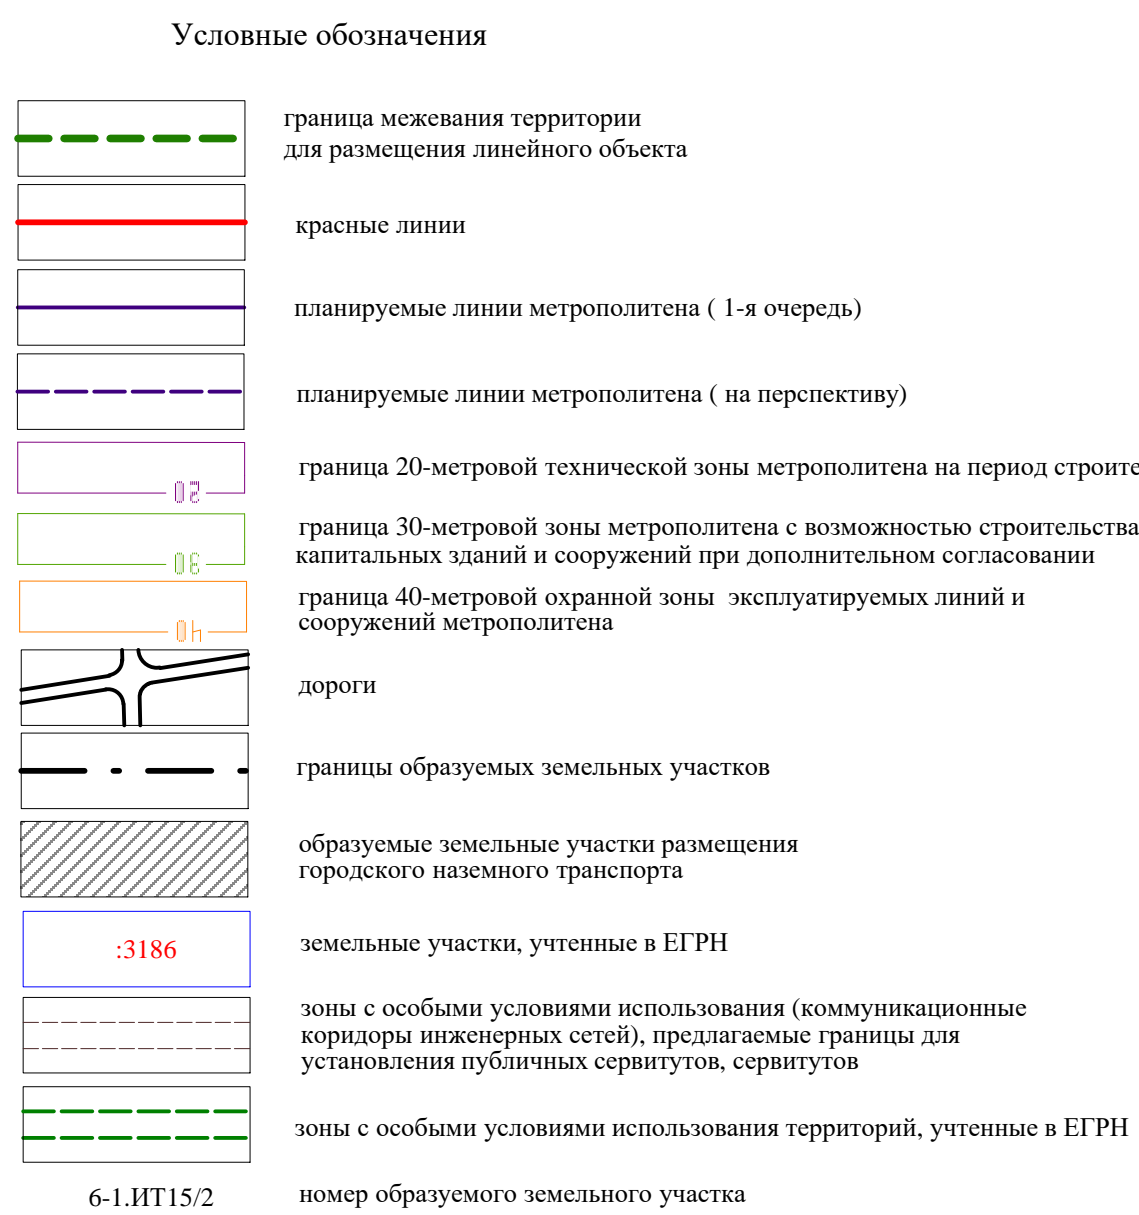 Условные обозначения
граница межевания территории
для размещения линейного объекта
красные линии
планируемые линии метрополитена ( 1-я очередь)
планируемые линии метрополитена ( на перспективу)
граница 20-метровой технической зоны метрополитена на период строите
20
граница 30-метровой зоны метрополитена с возможностью строительства
капитальных зданий и сооружений при дополнительном согласовании
30
граница 40-метровой охранной зоны эксплуатируемых линий и
сооружений метрополитена
40
дороги
границы образуемых земельных участков
образуемые земельные участки размещения
городского наземного транспорта
:3186
земельные участки, учтенные в ЕГРН
зоны с особыми условиями использования (коммуникационные
коридоры инженерных сетей), предлагаемые границы для
установления публичных сервитутов, сервитутов
зоны с особыми условиями использования территорий, учтенные в ЕГРН
6-1.ИТ15/2 номер образуемого земельного участка